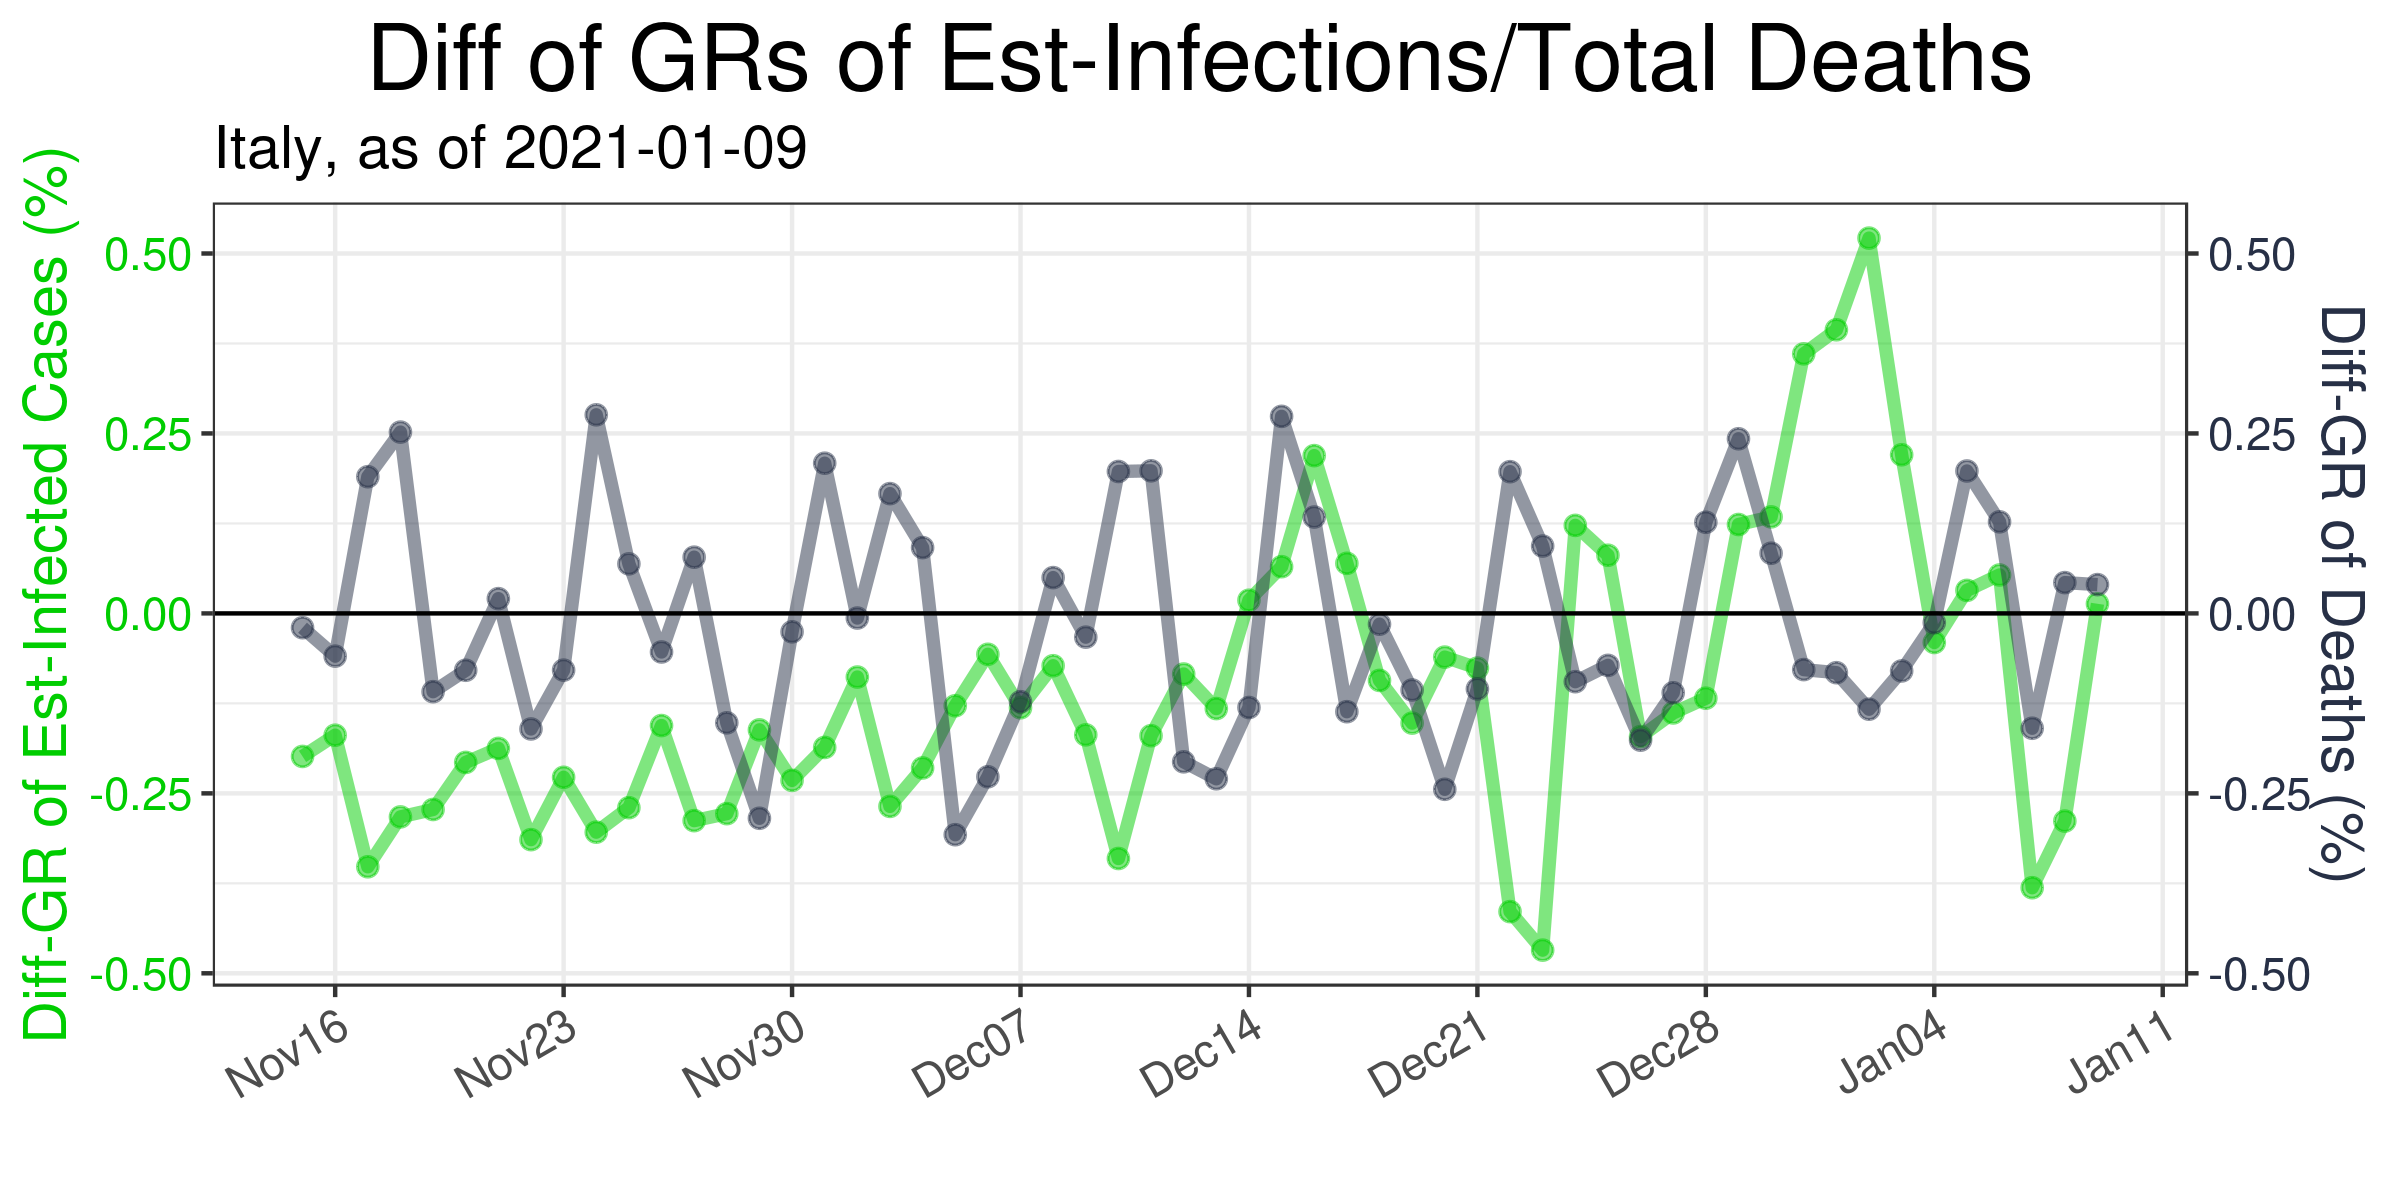 Diff of GRs of Est-Infections/Total Deaths
Italy, as of 2021-01-09
Diff-GR of Est-Infected Cases (%)
0.50
0.25
0.00
-0.25
-0.50
0.50
0.25
0.00
-0.25
-0.50
Diff-GR of Deaths (%)
Nov16
Nov23
Nov30
Dec07
Dec14
Dec21
Dec28
Jan04
Jan11